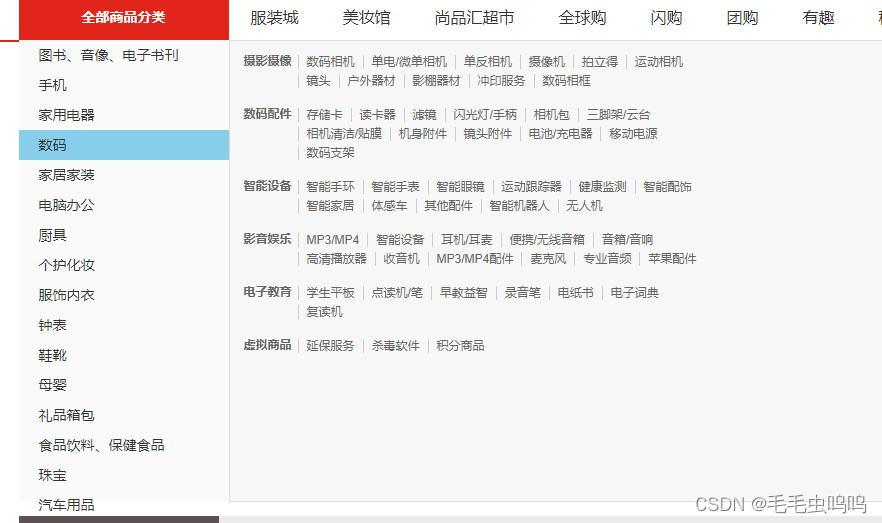 全部商品分类
服装城 美妆馆 尚品汇超市 全球购 闪购 团购 有趣
图书、音像、电子书刊
手机
家用电器
数码
家居家装
电脑办公
厨具
个护化妆
服饰内衣
钟表
鞋靴
母婴
礼品箱包
食品饮料、保健食品
珠宝
汽车用品
摄影摄像 数码相机 单电/微单相机 单反相机 摄像机 拍立得 运动相机
镜头 户外器材 影棚器材 冲印服务 数码相框
数码配件 存储卡 读卡器 滤镜 闪光灯/手柄 相机包 三脚架/云台
相机清洁/贴膜 机身附件 镜头附件 电池/充电器 移动电源
数码支架
智能设备 智能手环 智能手表 智能眼镜 运动跟踪器 健康监测 智能配饰
智能家居 体感车 其他配件 智能机器人 无人机
影音娱乐 MP3/MP4 智能设备 耳机/耳麦 便携/无线音箱 音箱/音响
高清播放器 收音机 MP3/MP4配件 麦克风 专业音频 苹果配件
电子教育 学生平板 点读机/笔 早教益智 录音笔 电纸书 电子词典
复读机
虚拟商品 延保服务 杀毒软件 积分商品
CSDN @毛毛虫呜呜